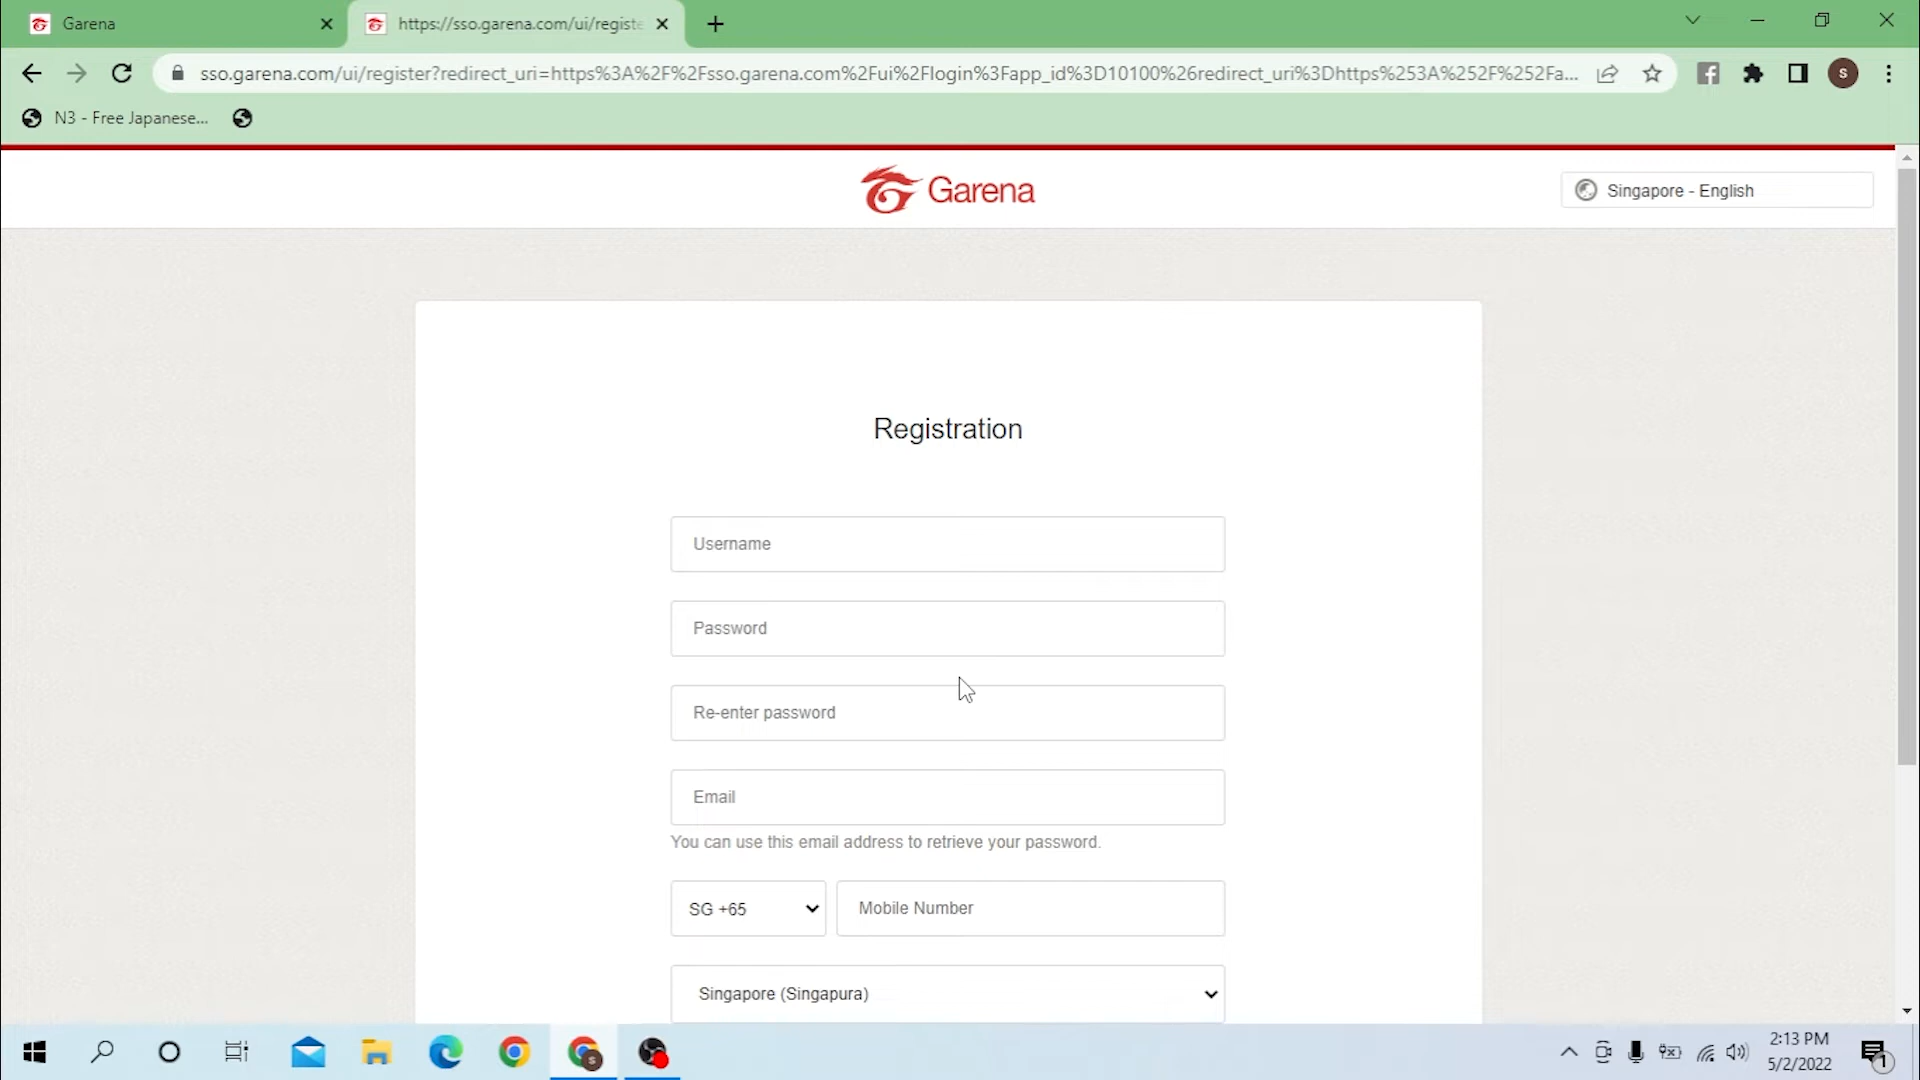 Garena
https://sso.garena.com/ui/registe
sso.garena.com/ui/register?redirect_uri=https%3A%2F%2Fsso.garena.com%2Fui%2Flogin%3Fapp_id%3D10100%26redirect_uri%3Dhttps%253A%252F%252Fa...
S
N3 - Free Japanese...
Garena
Singapore - English
Registration
Username
Password
Re-enter password
Email
You can use this email address to retrieve your password.
SG +65
Mobile Number
Singapore (Singapura)
S
2:13 PM
5/2/2022
1